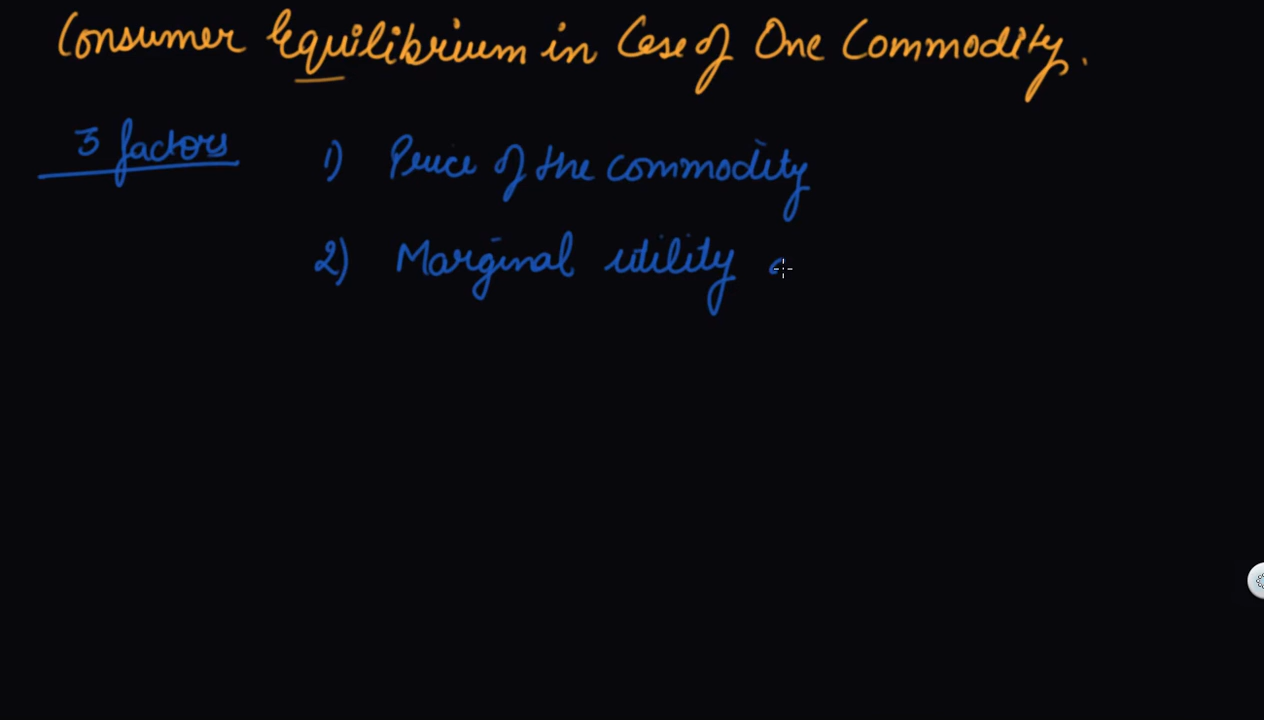 Consumer Equilibrium in Case of One Commodity.
3 factors
1) Price of the commodity
2) Marginal utility